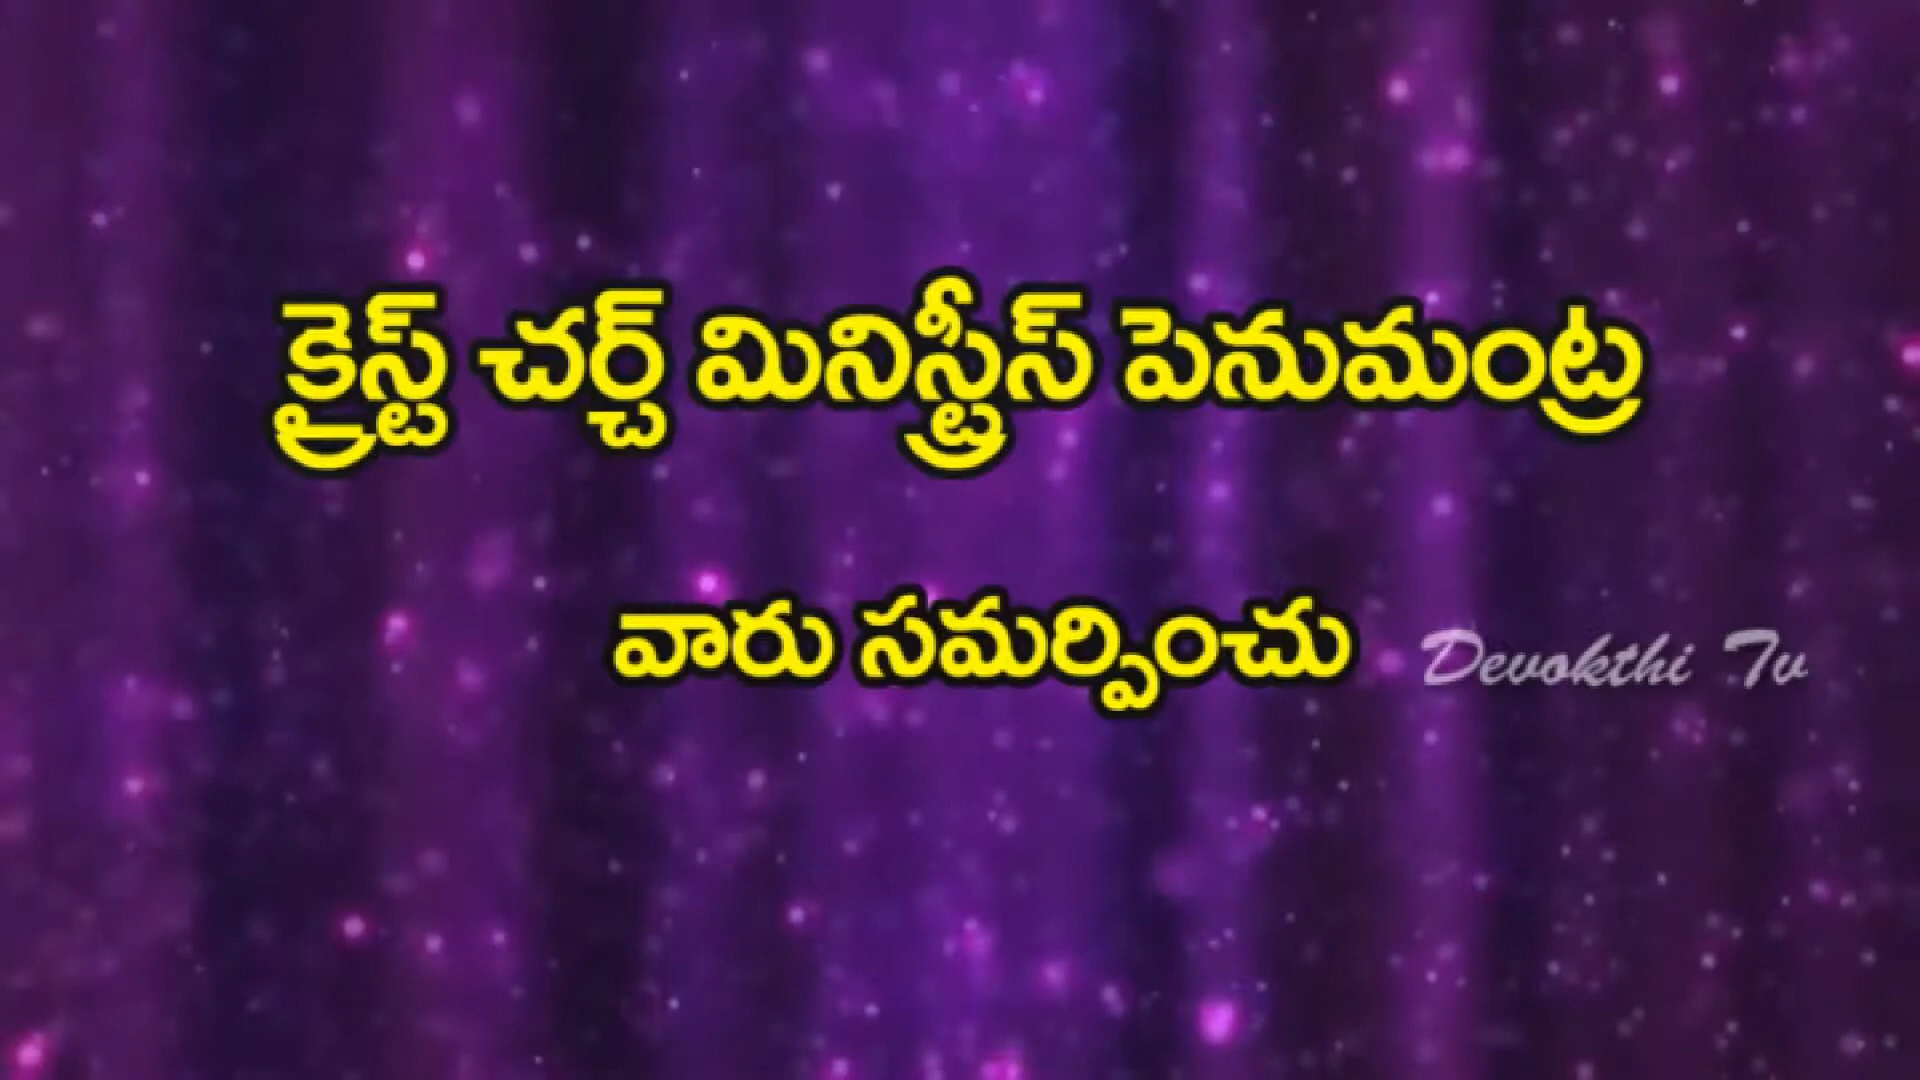 క్రైస్ట్ చర్చ్ మినిస్ట్రీస్ పెనుమంట్ర
వారు సమర్పించు
Devokthi Tv